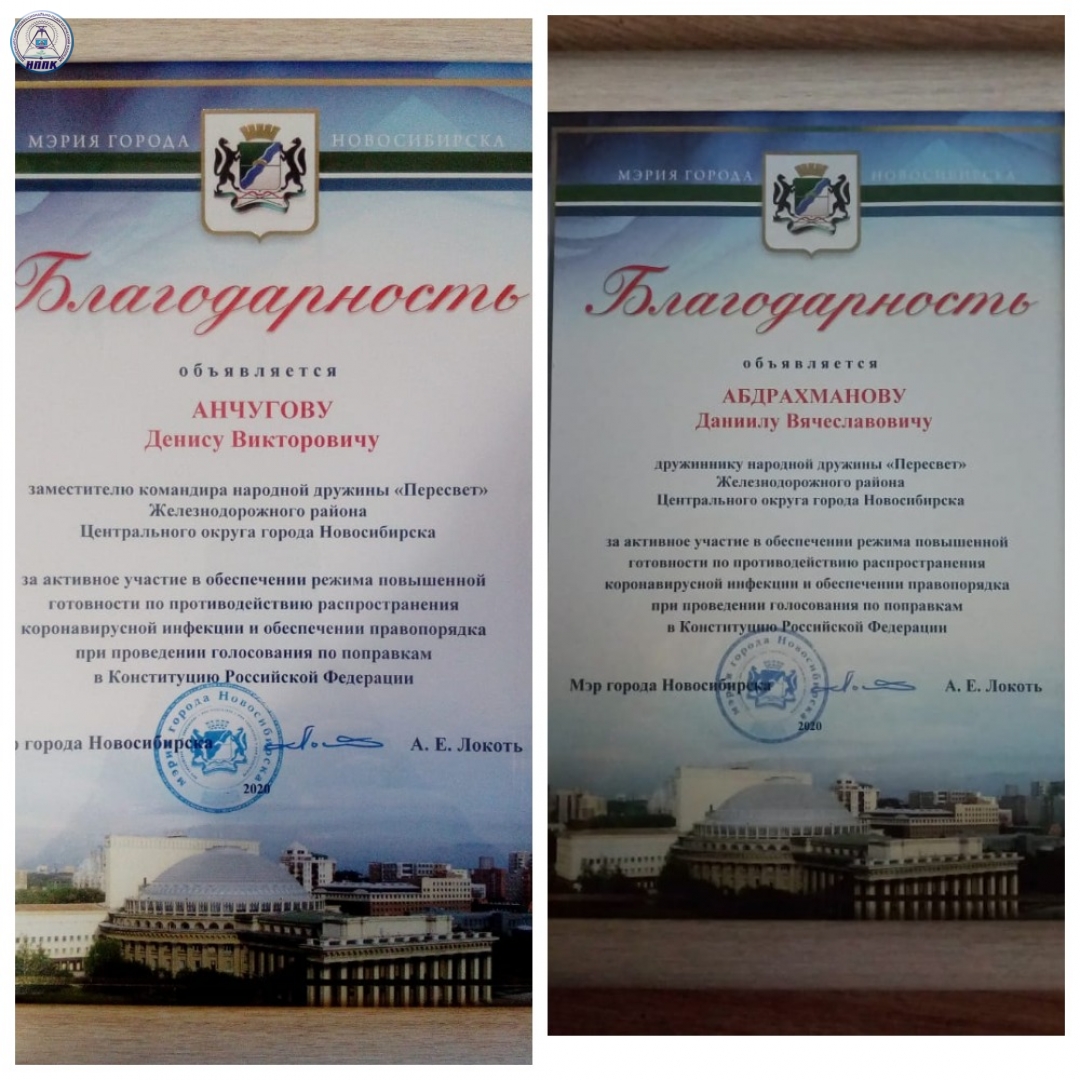 НППК
МЭРИЯ ГОРОДА НОВОСИБИРСКА
Благодарность
объявляется
АНЧУГОВУ
Денису Викторовичу
заместителю командира народной дружины «Пересвет»
Железнодорожного района
Центрального округа города Новосибирска
за активное участие в обеспечении режима повышенной
готовности по противодействию распространения
коронавирусной инфекции и обеспечении правопорядка
при проведении голосования по поправкам
в Конституцию Российской Федерации
р города Новосибирска А. Е. Локоть
мэрия города Новосибирска
2020
МЭРИЯ ГОРОДА НОВОСИБИРСКА
Благодарность
объявляется
АБДРАХМАНОВУ
Даниилу Вячеславовичу
дружиннику народной дружины «Пересвет»
Железнодорожного района
Центрального округа города Новосибирска
за активное участие в обеспечении режима повышенной
готовности по противодействию распространения
коронавирусной инфекции и обеспечении правопорядка
при проведении голосования по поправкам
в Конституцию Российской Федерации
Мэр города Новосибирска А. Е. Локоть
мэрия города Новосибирска
2020